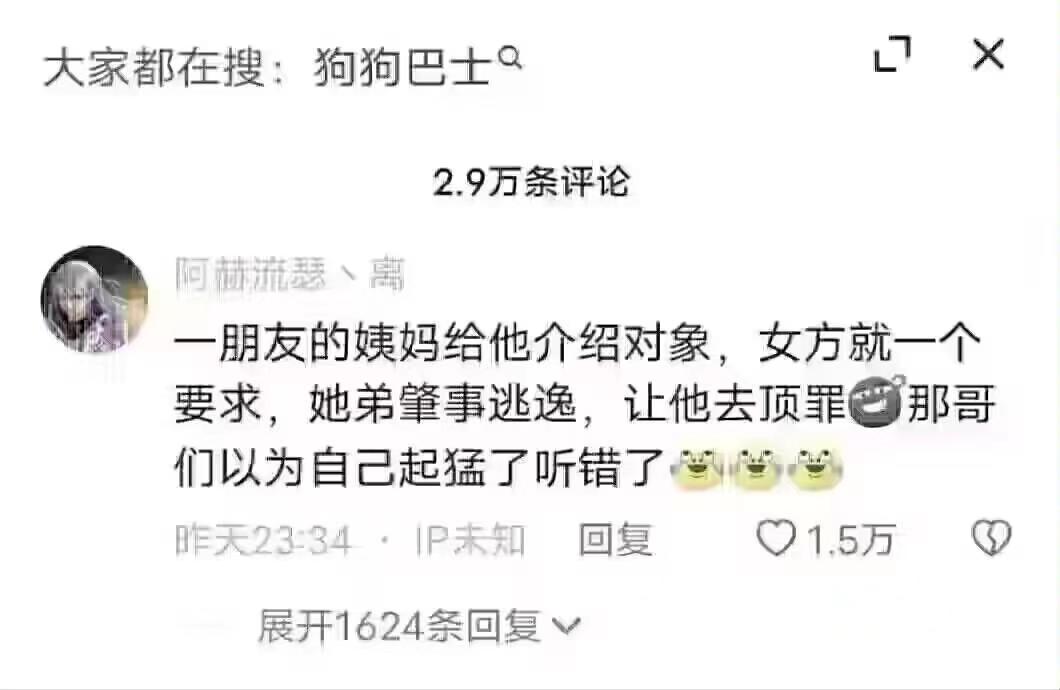 大家都在搜：狗狗巴士
2.9万条评论
阿赫流瑟丶离
一朋友的姨妈给他介绍对象，女方就一个
要求，她弟肇事逃逸，让他去顶罪那哥
们以为自己起猛了听错了
昨天23:34 · IP未知 回复 1.5万
展开1624条回复